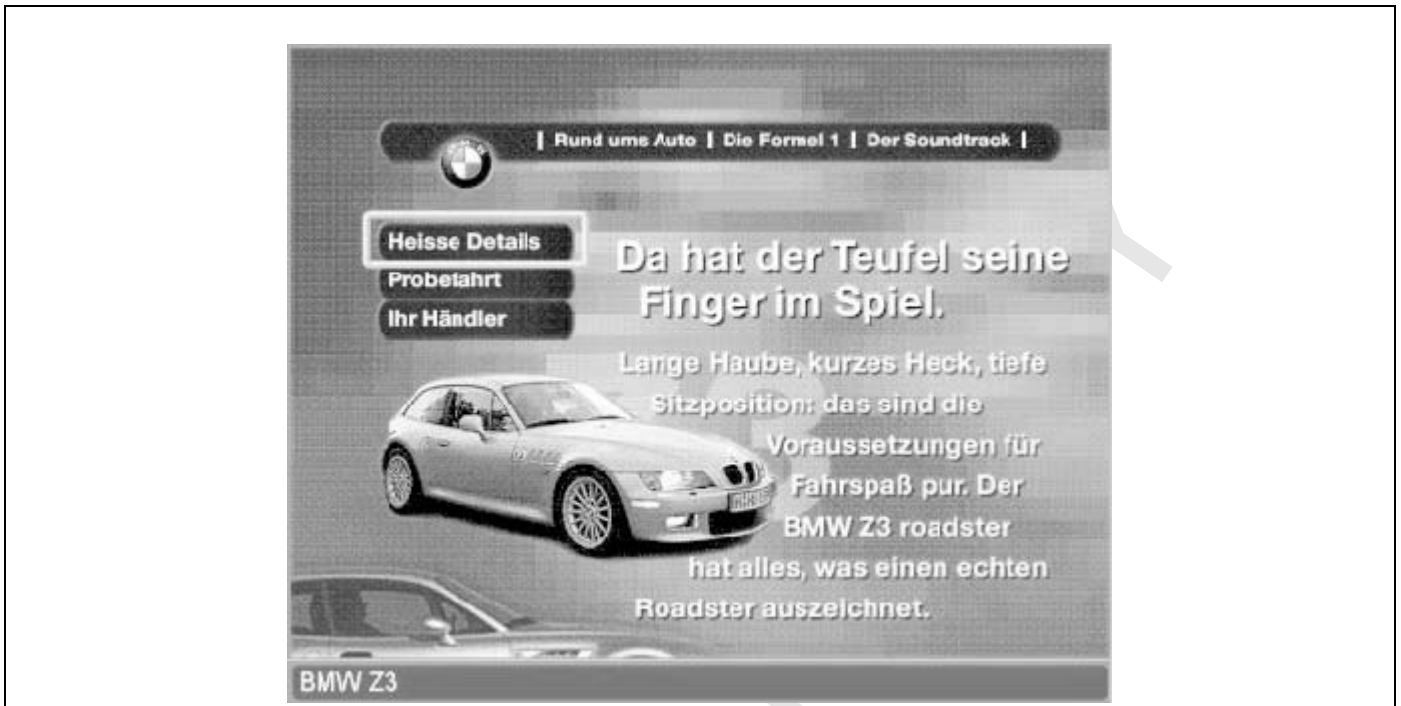 | Rund ums Auto | Die Formel 1 | Der Soundtrack |
Heisse Details
Probefahrt
Ihr Händler
Da hat der Teufel seine
Finger im Spiel.
Lange Haube, kurzes Heck, tiefe
Sitzposition: das sind die
Voraussetzungen für
Fahrspaß pur. Der
BMW Z3 roadster
hat alles, was einen echten
Roadster auszeichnet.
BMW Z3